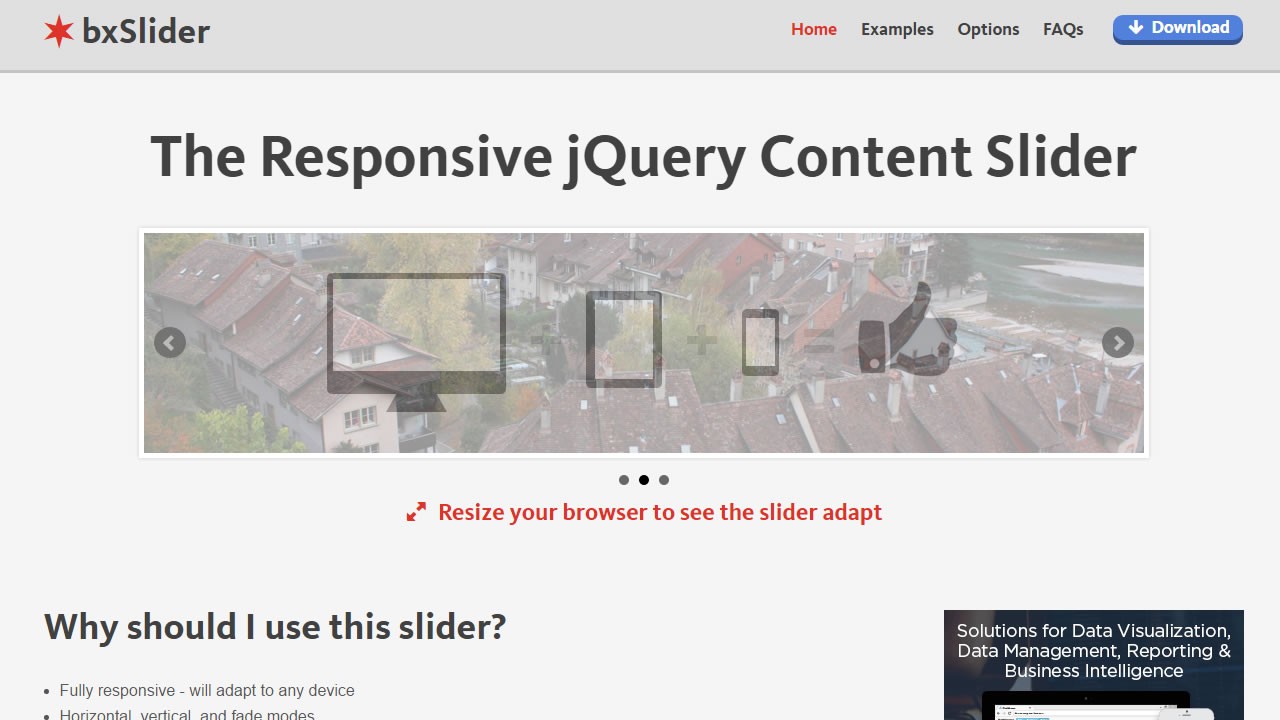 bxSlider
Home Examples Options FAQs Download
The Responsive jQuery Content Slider
Resize your browser to see the slider adapt
Why should I use this slider?
Fully responsive - will adapt to any device
Horizontal, vertical, and fade modes
Solutions for Data Visualization,
Data Management, Reporting &
Business Intelligence